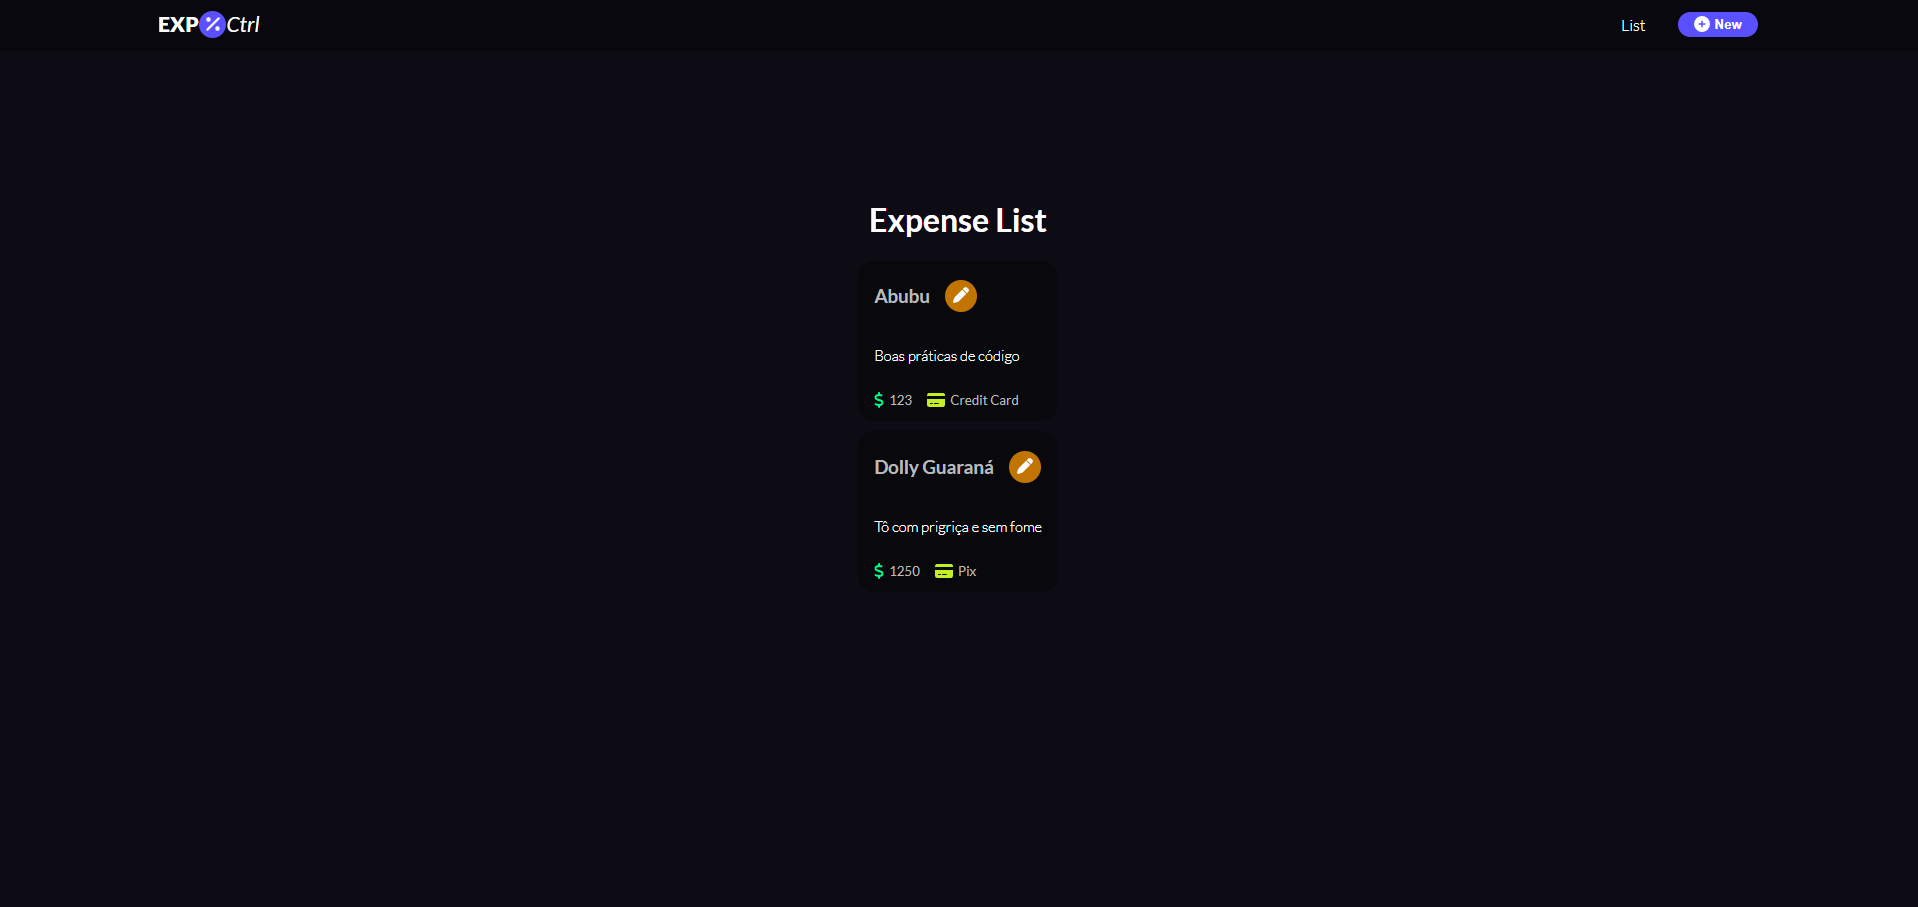 EXP%Ctrl
List
New
Expense List
Abubu
Boas práticas de código
$ 123 Credit Card
Dolly Guaraná
Tô com prigriça e sem fome
$ 1250 Pix